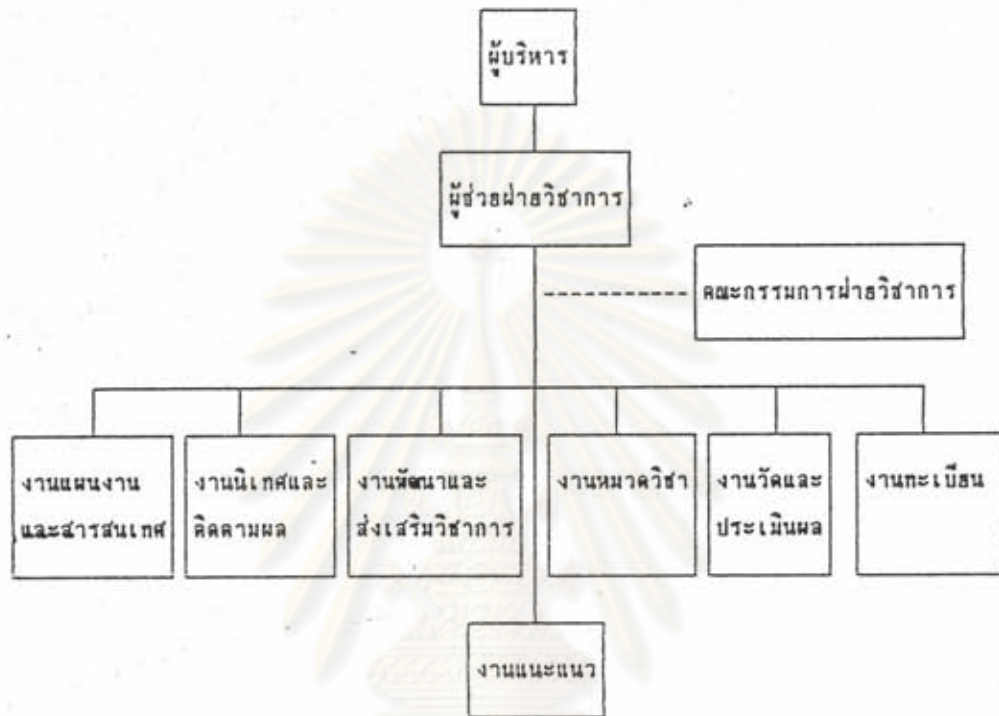 ผู้บริหาร
ผู้ช่วยฝ่ายวิชาการ
คณะกรรมการฝ่ายวิชาการ
งานแผนงาน
และสารสนเทศ
งานนิเทศและ
ติดตามผล
งานพัฒนาและ
ส่งเสริมวิชาการ
งานหมวดวิชา
งานวัดและ
ประเมินผล
งานทะเบียน
งานแนะแนว